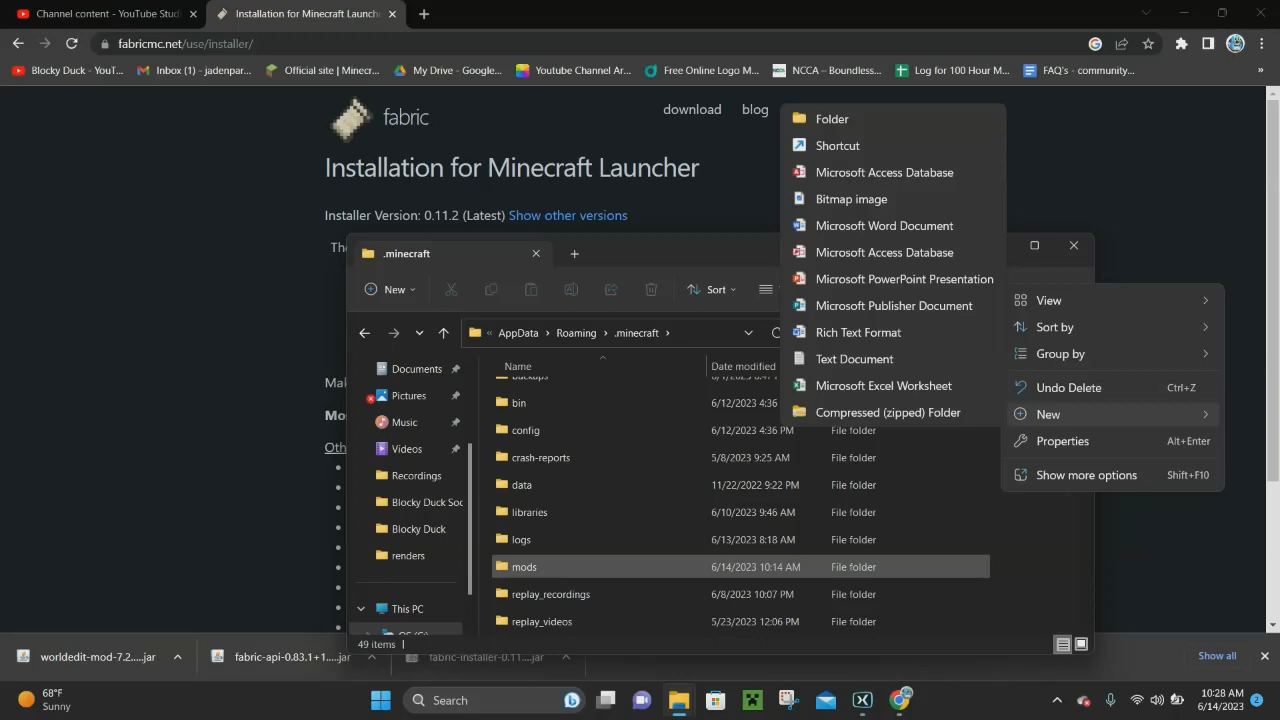 Channel content - YouTube Studi
Installation for Minecraft Launch
fabricmc.net/use/installer/
Blocky Duck - YouT...
Inbox (1) - jadenpar...
Official site | Minecr...
My Drive - Google...
Youtube Channel Ar...
Free Online Logo M...
NCCA – Boundless...
Log for 100 Hour M...
FAQ's - community...
»
fabric
download
blog
Installation for Minecraft Launcher
Installer Version: 0.11.2 (Latest) Show other versions
The
Mak
Mos
Oth
.minecraft
New
Sort
« AppData › Roaming › .minecraft ›
Documents
Pictures
Music
Videos
Recordings
Blocky Duck Soc
Blocky Duck
renders
This PC
Name
Date modified
backups
bin
6/12/2023 4:36
config
6/12/2023 4:36 PM
File folder
crash-reports
5/8/2023 9:25 AM
File folder
data
11/22/2022 9:22 PM
File folder
libraries
6/10/2023 9:46 AM
File folder
logs
6/13/2023 8:18 AM
File folder
mods
6/14/2023 10:14 AM
File folder
replay_recordings
6/8/2023 10:07 PM
File folder
replay_videos
5/23/2023 12:06 PM
File folder
49 items
Folder
Shortcut
Microsoft Access Database
Bitmap image
Microsoft Word Document
Microsoft Access Database
Microsoft PowerPoint Presentation
Microsoft Publisher Document
Rich Text Format
Text Document
Microsoft Excel Worksheet
Compressed (zipped) Folder
View
Sort by
Group by
Undo Delete
Ctrl+Z
New
Properties
Alt+Enter
Show more options
Shift+F10
worldedit-mod-7.2.....jar
fabric-api-0.83.1+1.....jar
fabric-installer-0.11....jar
Show all
68°F
Sunny
Search
10:28 AM
6/14/2023
2